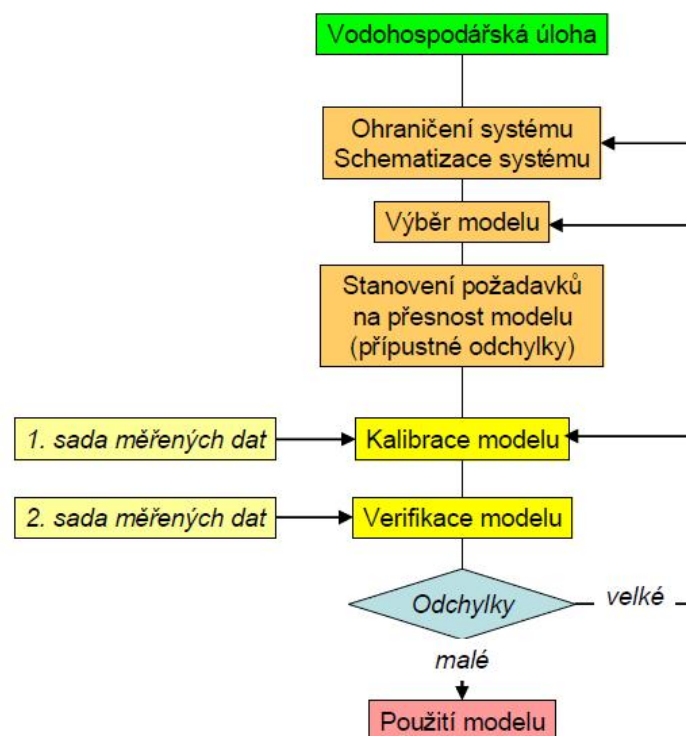 Vodohospodářská úloha
Ohraničení systému
Schematizace systému
Výběr modelu
Stanovení požadavků
na přesnost modelu
(přípustné odchylky)
1. sada měřených dat
Kalibrace modelu
2. sada měřených dat
Verifikace modelu
Odchylky
velké
malé
Použití modelu